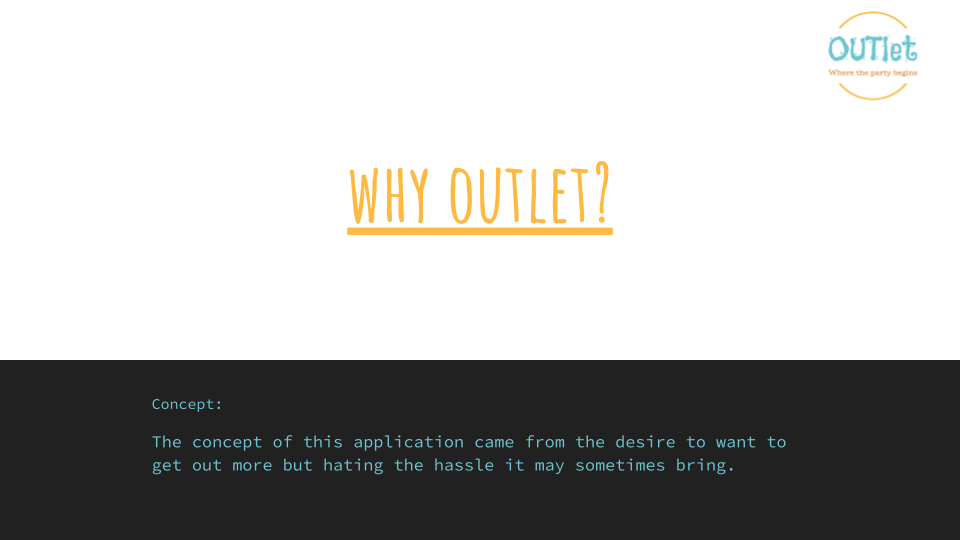 OUTlet
Where the party begins
WHY OUTLET?
Concept:
The concept of this application came from the desire to want to
get out more but hating the hassle it may sometimes bring.